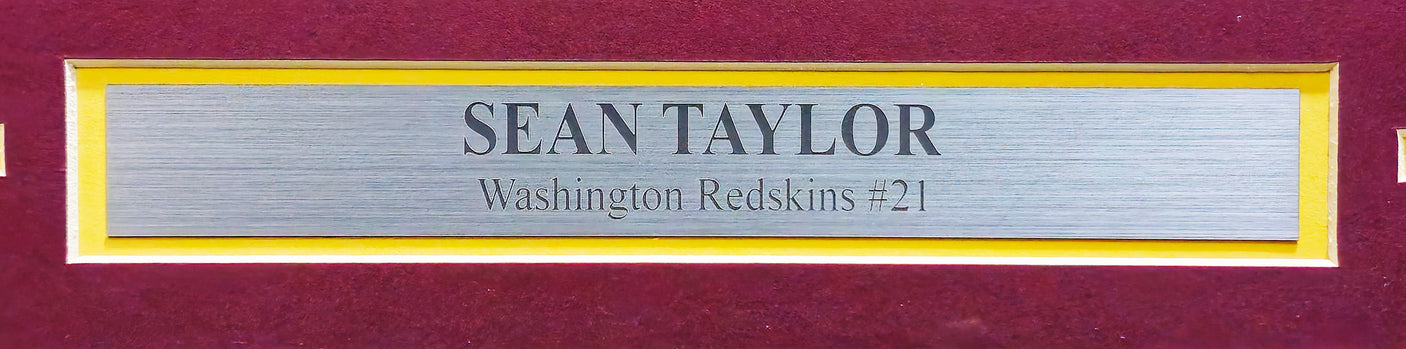 SEAN TAYLOR
Washington Redskins #21